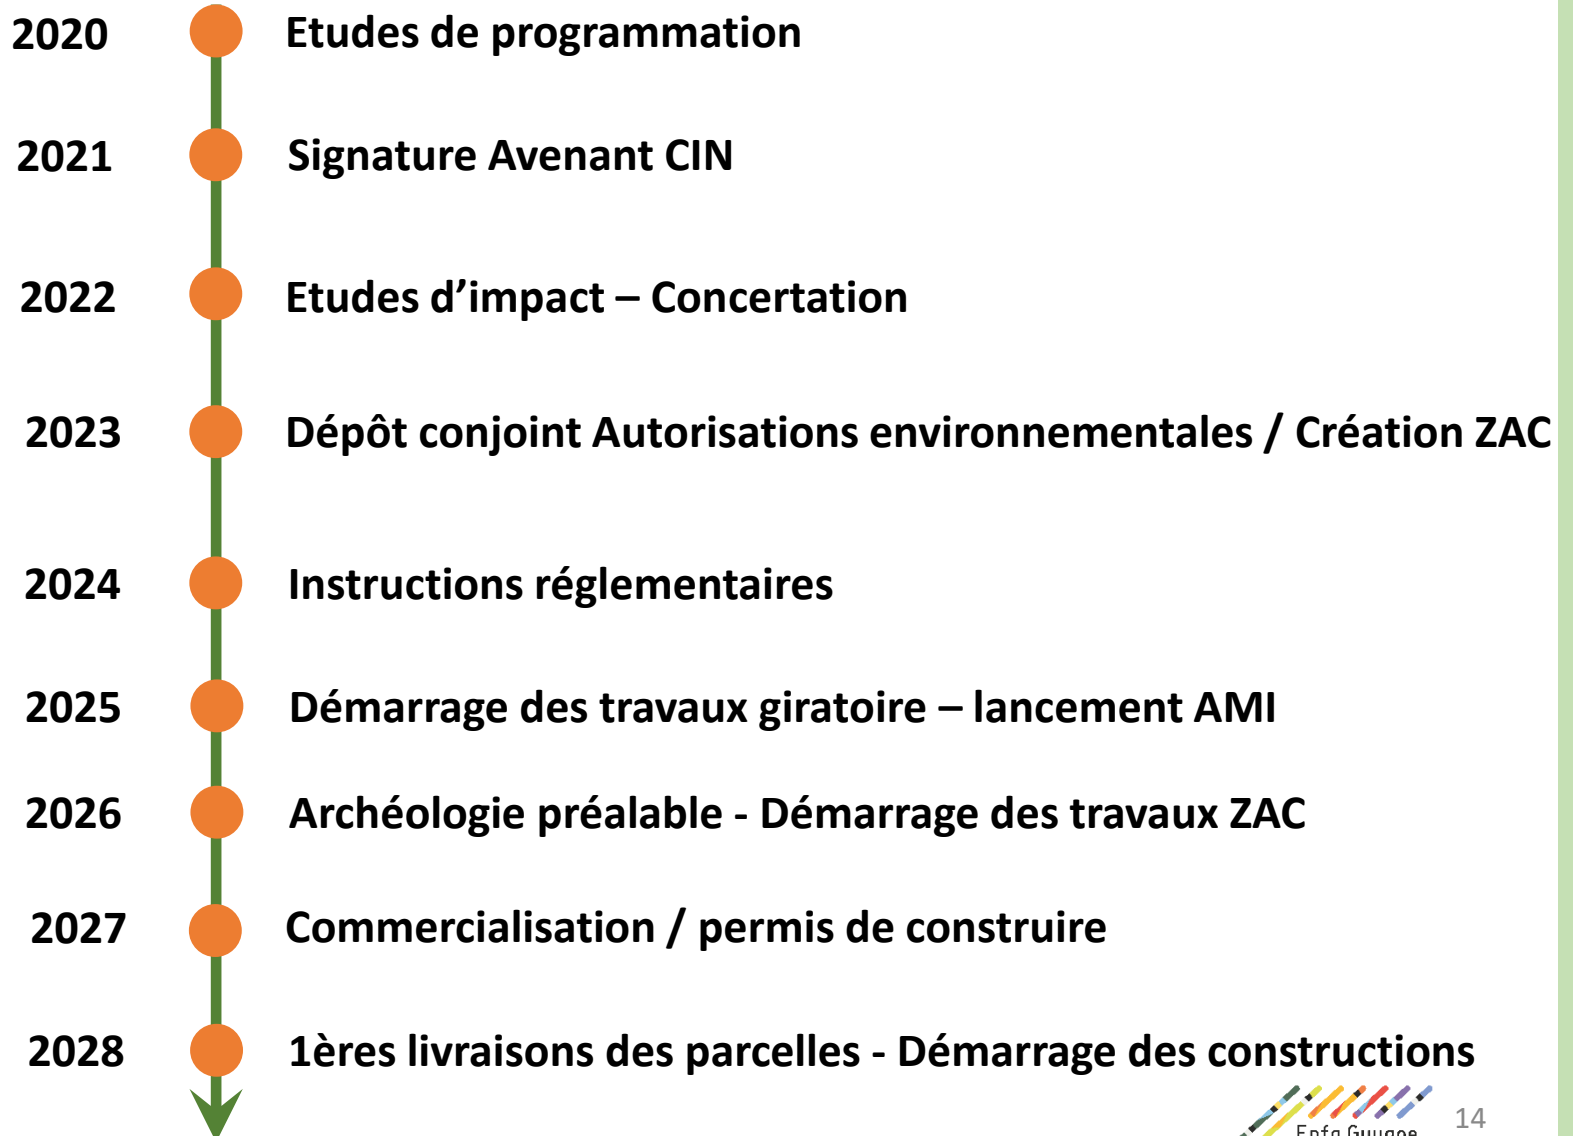 2020 Etudes de programmation
2021 Signature Avenant CIN
2022 Etudes d’impact – Concertation
2023 Dépôt conjoint Autorisations environnementales / Création ZAC
2024 Instructions réglementaires
2025 Démarrage des travaux giratoire – lancement AMI
2026 Archéologie préalable - Démarrage des travaux ZAC
2027 Commercialisation / permis de construire
2028 1ères livraisons des parcelles - Démarrage des constructions
14